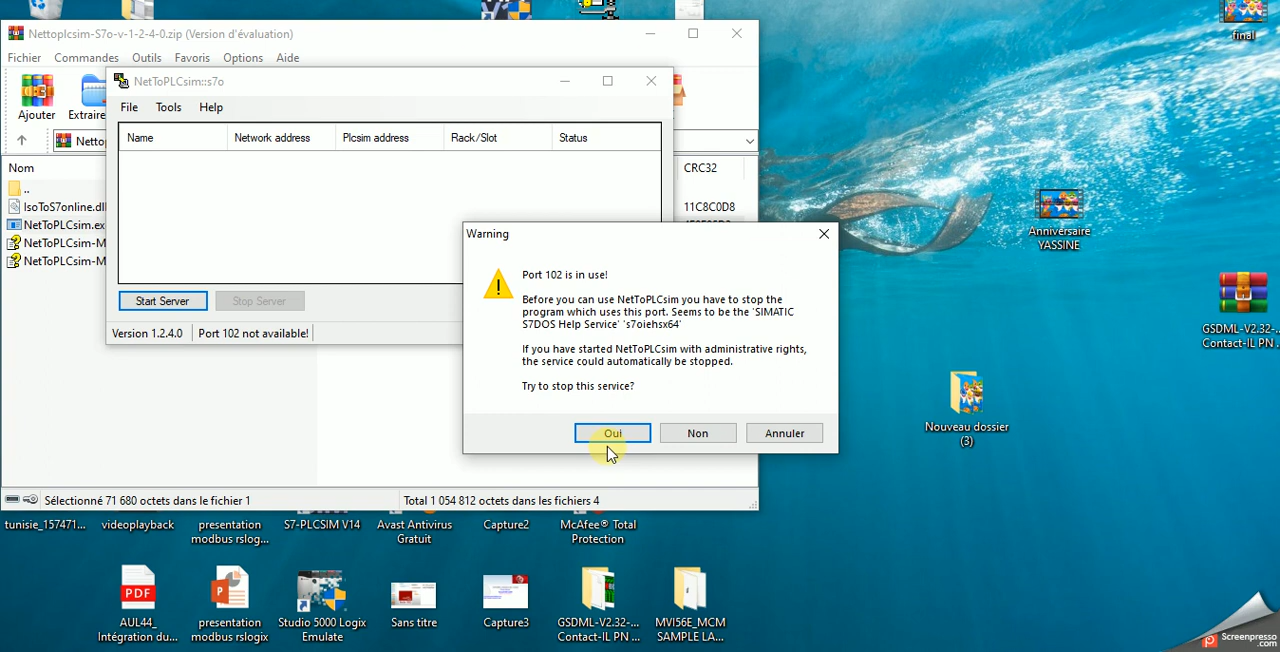 Nettoplcsim-S7o-v-1-2-4-0.zip (Version d'évaluation)
Fichier Commandes Outils Favoris Options Aide
Ajouter
Extraire
Nettop
Nom
CRC32
..
IsoToS7online.dll
11C8C0D8
NetToPLCsim.ex
NetToPLCsim-M
NetToPLCsim-M
Sélectionné 71 680 octets dans le fichier 1
Total 1 054 812 octets dans les fichiers 4
NetToPLCsim::s7o
File Tools Help
Name Network address Plcsim address Rack/Slot Status
Start Server Stop Server
Version 1.2.4.0 Port 102 not available!
Warning
Port 102 is in use!
Before you can use NetToPLCsim you have to stop the
program which uses this port. Seems to be the 'SIMATIC
S7DOS Help Service' 's7oiehsx64'
If you have started NetToPLCsim with administrative rights,
the service could automatically be stopped.
Try to stop this service?
Oui Non Annuler
final
Anniversaire
YASSINE
GSDML-V2.32-...
Contact-IL PN ...
Nouveau dossier
(3)
tunisie_157471...
videoplayback
presentation
modbus rslog...
S7-PLCSIM V14
Avast Antivirus
Gratuit
Capture2
McAfee® Total
Protection
PDF
AUL44_
Intégration du...
presentation
modbus rslogix
Studio 5000 Logix
Emulate
Sans titre
Capture3
GSDML-V2.32-...
Contact-IL PN ...
MVI56E_MCM
SAMPLE LA...
Screenpresso
.com